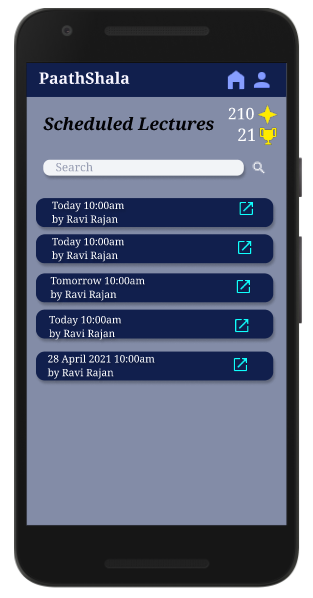 PaathShala
Scheduled Lectures
210
21
Search
Today 10:00am
by Ravi Rajan
Today 10:00am
by Ravi Rajan
Tomorrow 10:00am
by Ravi Rajan
Today 10:00am
by Ravi Rajan
28 April 2021 10:00am
by Ravi Rajan